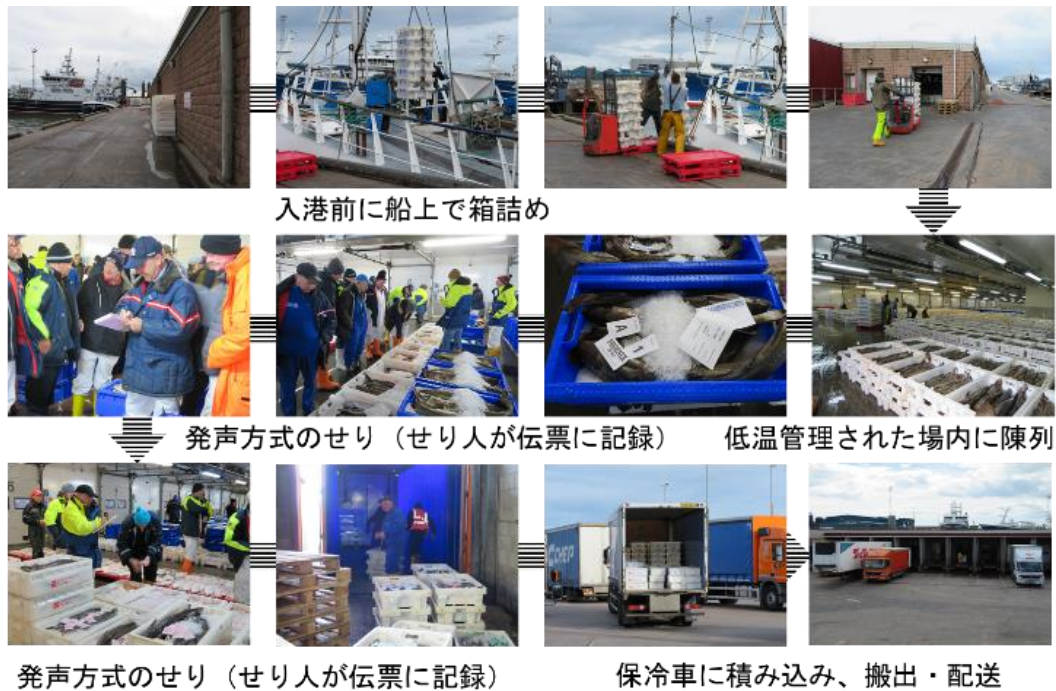 入港前に船上で箱詰め
発声方式のせり（せり人が伝票に記録）
低温管理された場内に陳列
発声方式のせり（せり人が伝票に記録）
保冷車に積み込み、搬出・配送